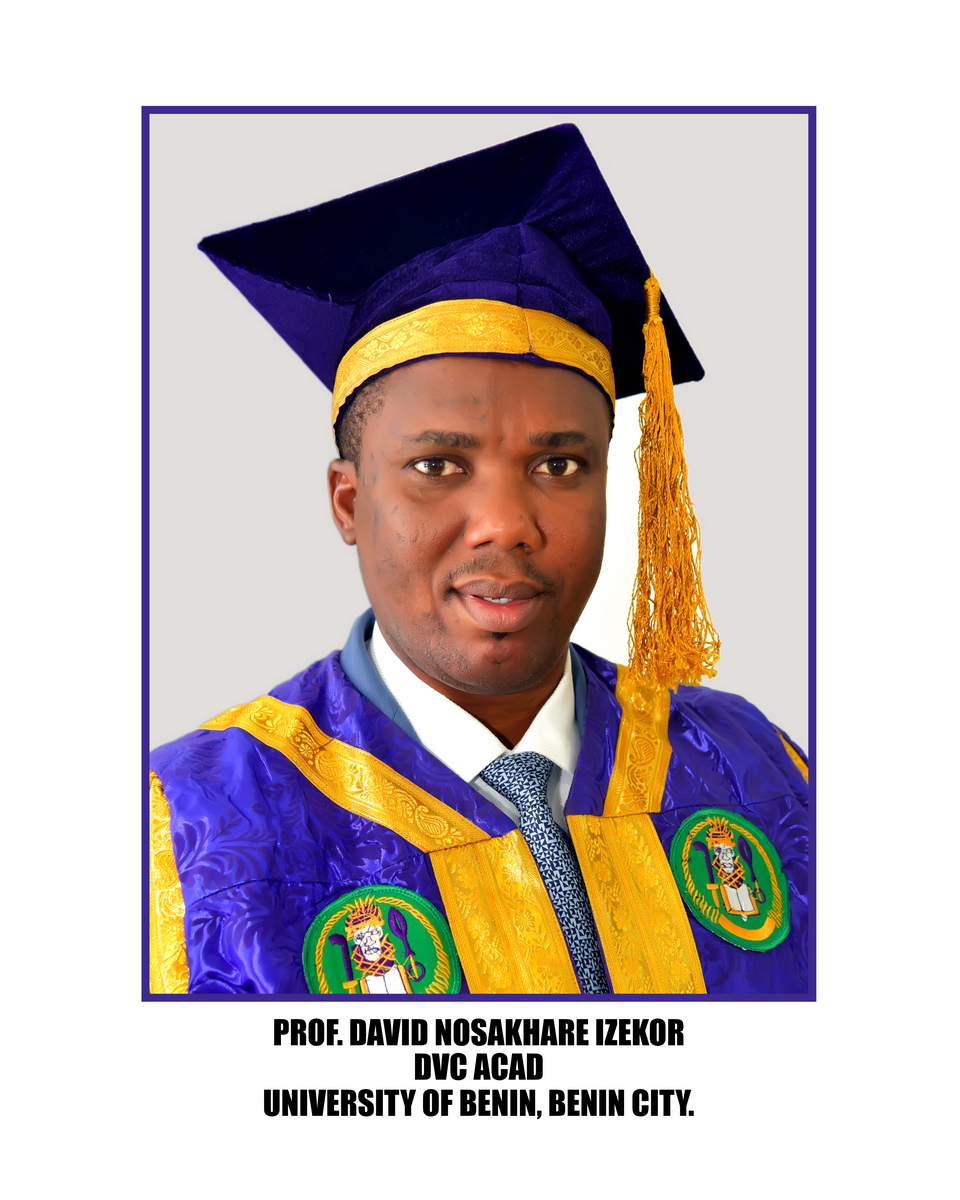 PROF. DAVID NOSAKHARE IZEKOR
DVC ACAD
UNIVERSITY OF BENIN, BENIN CITY.